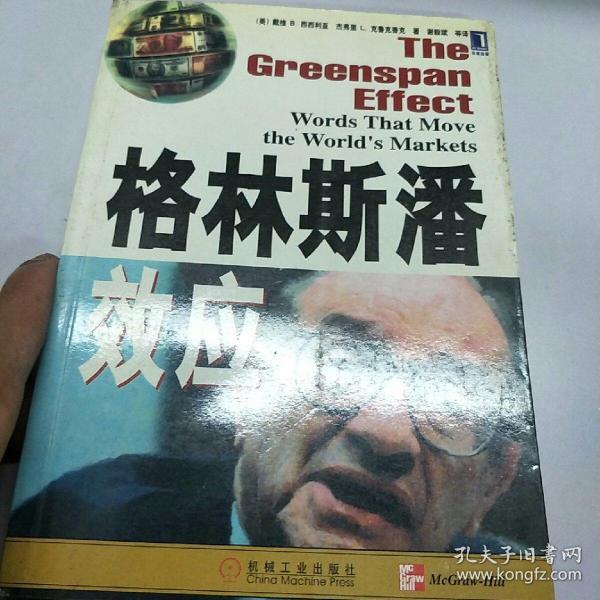 (美) 戴维 B. 西西利亚 杰弗里 L. 克鲁克香克 著 谢毅斌 等译
The
Greenspan
Effect
Words That Move
the World's Markets
格林斯潘
效应
机械工业出版社
China Machine Press
Mc
Graw
Hill
McGraw-Hill
孔夫子旧书网
www.kongfz.com